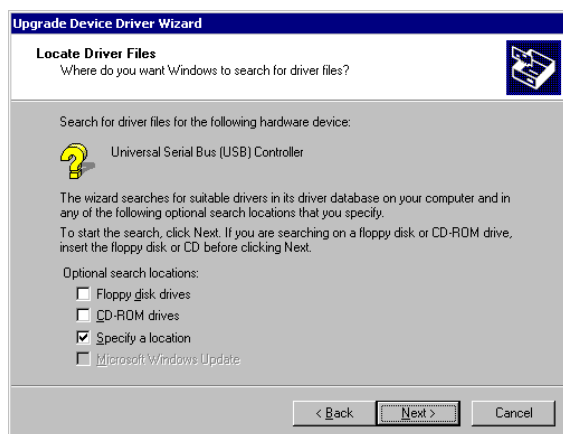 Upgrade Device Driver Wizard
Locate Driver Files
Where do you want Windows to search for driver files?
Search for driver files for the following hardware device:
Universal Serial Bus (USB) Controller
The wizard searches for suitable drivers in its driver database on your computer and in
any of the following optional search locations that you specify.
To start the search, click Next. If you are searching on a floppy disk or CD-ROM drive,
insert the floppy disk or CD before clicking Next.
Optional search locations:
Floppy disk drives
CD-ROM drives
Specify a location
Microsoft Windows Update
< Back Next > Cancel